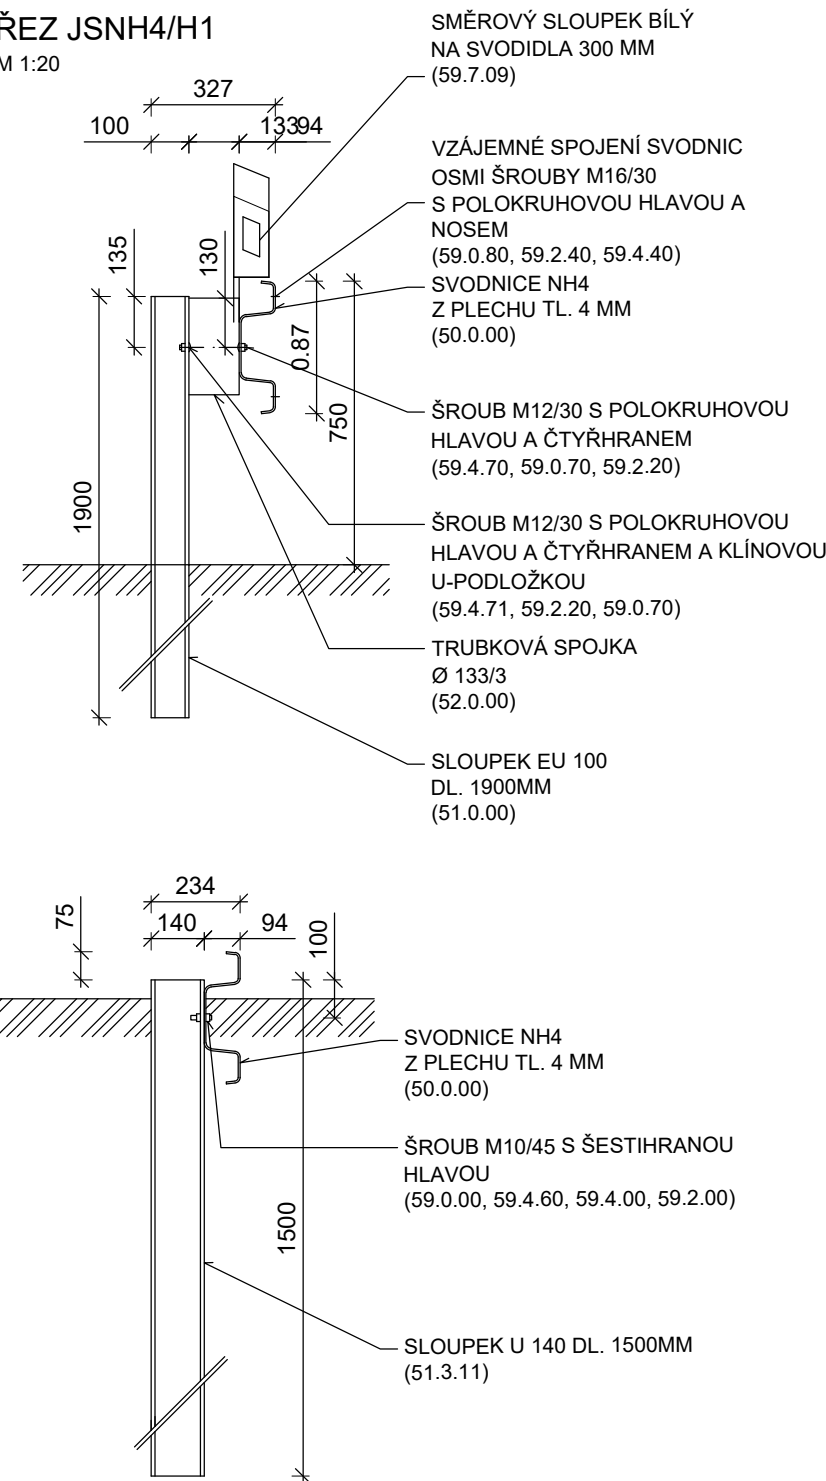 ŘEZ JSNH4/H1
M 1:20
SMĚROVÝ SLOUPEK BÍLÝ
NA SVODIDLA 300 MM
(59.7.09)
327
100
133
94
VZÁJEMNÉ SPOJENÍ SVODNIC
OSMI ŠROUBY M16/30
S POLOKRUHOVOU HLAVOU A
NOSEM
(59.0.80, 59.2.40, 59.4.40)
135
130
SVODNICE NH4
Z PLECHU TL. 4 MM
(50.0.00)
0.87
750
ŠROUB M12/30 S POLOKRUHOVOU
HLAVOU A ČTYŘHRANEM
(59.4.70, 59.0.70, 59.2.20)
1900
ŠROUB M12/30 S POLOKRUHOVOU
HLAVOU A ČTYŘHRANEM A KLÍNOVOU
U-PODLOŽKOU
(59.4.71, 59.2.20, 59.0.70)
TRUBKOVÁ SPOJKA
Ø 133/3
(52.0.00)
SLOUPEK EU 100
DL. 1900MM
(51.0.00)
234
75
140
94
100
SVODNICE NH4
Z PLECHU TL. 4 MM
(50.0.00)
ŠROUB M10/45 S ŠESTIHRANOU
HLAVOU
(59.0.00, 59.4.60, 59.4.00, 59.2.00)
1500
SLOUPEK U 140 DL. 1500MM
(51.3.11)